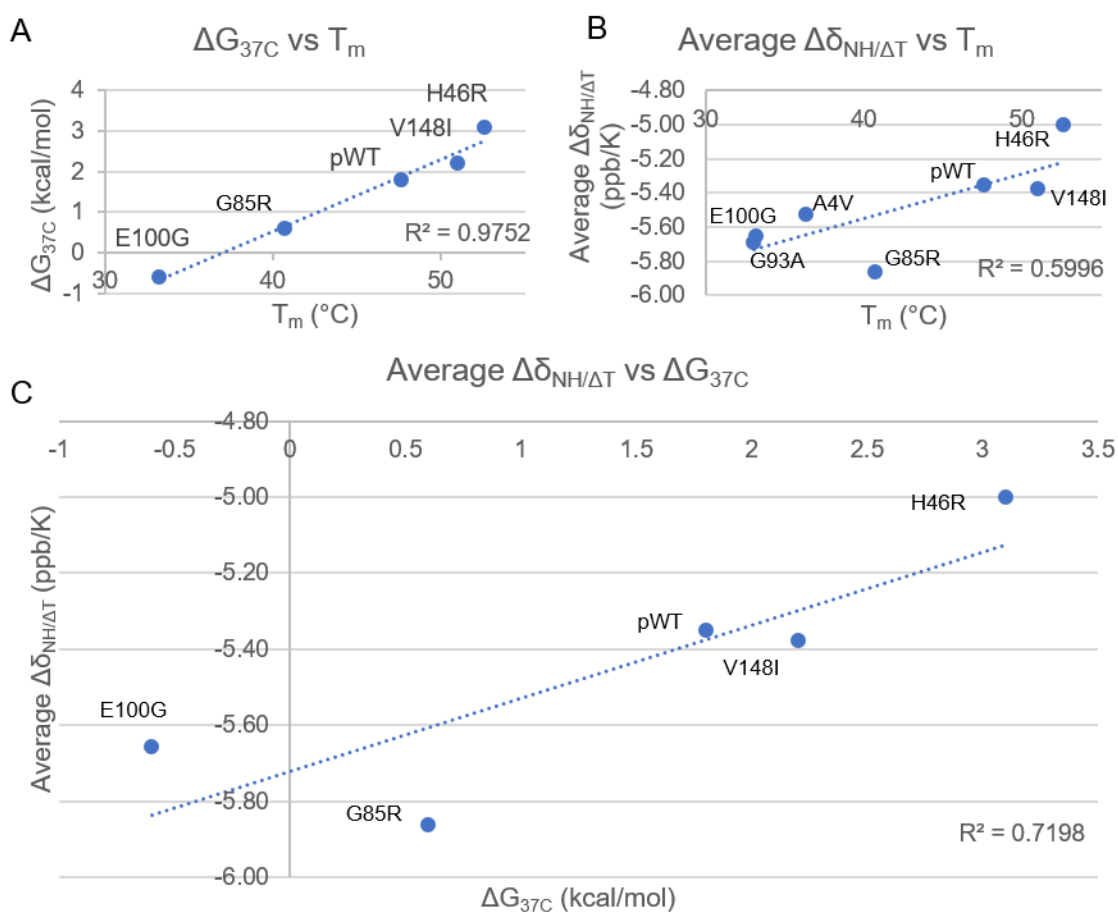 A
ΔG37C vs Tm
ΔG37C (kcal/mol)
4
3
2
1
0
-1
30
40
50
E100G
G85R
pWT
V148I
H46R
R² = 0.9752
Tm (°C)
B
Average ΔδNH/ΔT vs Tm
Average ΔδNH/ΔT
(ppb/K)
-4.80
-5.00
-5.20
-5.40
-5.60
-5.80
-6.00
30
40
50
H46R
pWT
V148I
A4V
E100G
G93A
G85R
R² = 0.5996
Tm (°C)
C
Average ΔδNH/ΔT vs ΔG37C
Average ΔδNH/ΔT (ppb/K)
-4.80
-5.00
-5.20
-5.40
-5.60
-5.80
-6.00
-1
-0.5
0
0.5
1
1.5
2
2.5
3
3.5
H46R
pWT
V148I
E100G
G85R
R² = 0.7198
ΔG37C (kcal/mol)